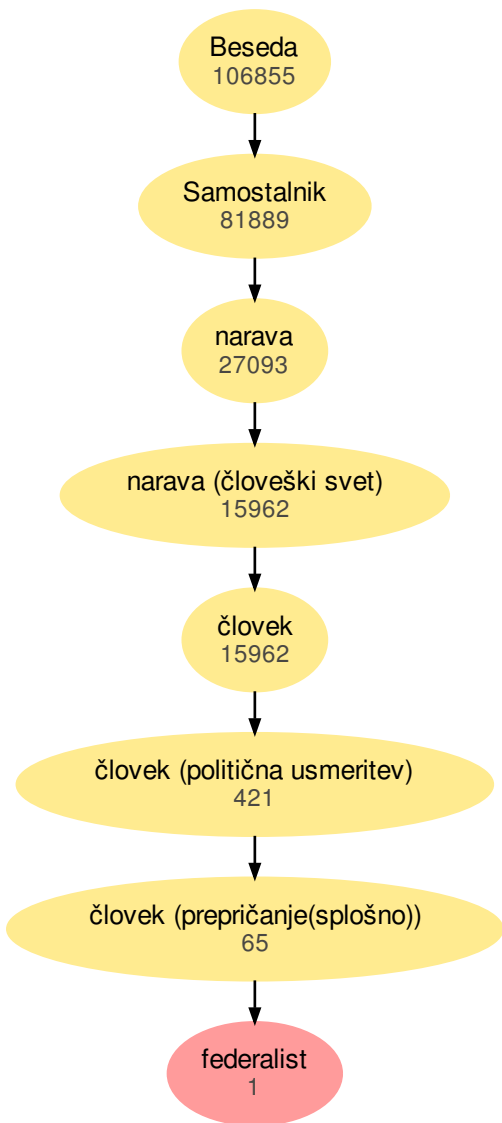 Beseda
106855
Samostalnik
81889
narava
27093
narava (človeški svet)
15962
človek
15962
človek (politična usmeritev)
421
človek (prepričanje(splošno))
65
federalist
1